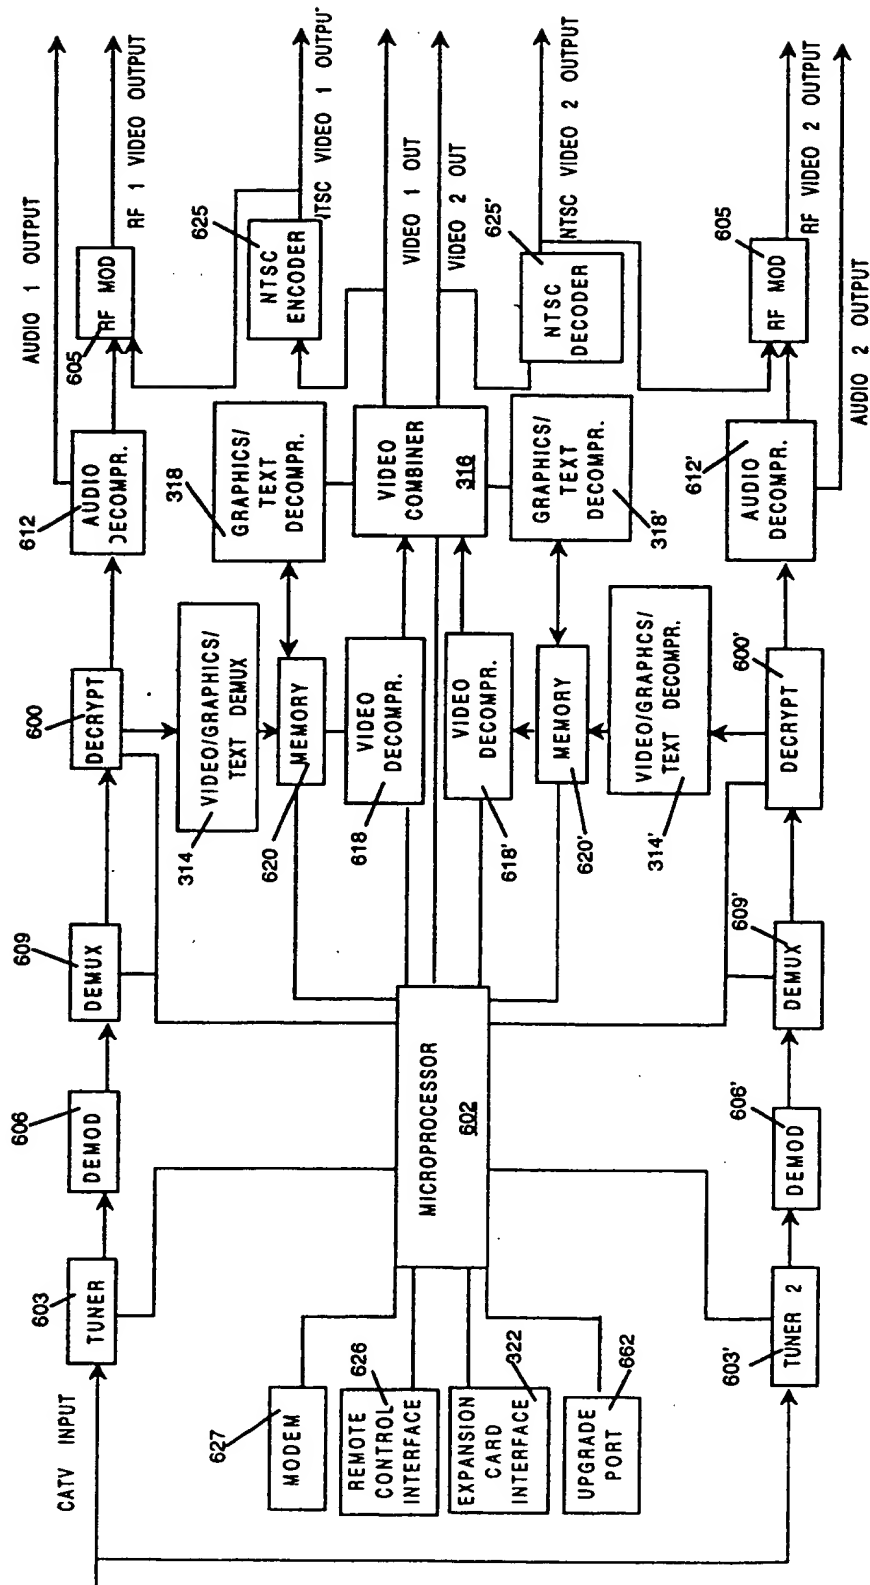 CATV INPUT
603
TUNER
606
DEMOD
609
DEMUX
600
DECRYPT
612
AUDIO
DECOMPR.
605
RF MOD
AUDIO 1 OUTPUT
RF 1 VIDEO OUTPUT
314
VIDEO/GRAPHICS/
TEXT DEMUX
318
GRAPHICS/
TEXT
DECOMPR.
625
NTSC
ENCODER
NTSC VIDEO 1 OUTPU'
620
MEMORY
618
VIDEO
DECOMPR.
627
MODEM
626
REMOTE
CONTROL
INTERFACE
322
EXPANSION
CARD
INTERFACE
662
UPGRADE
PORT
MICROPROCESSOR
602
VIDEO
COMBINER
316
VIDEO 1 OUT
VIDEO 2 OUT
618'
VIDEO
DECOMPR.
620'
MEMORY
318'
GRAPHICS/
TEXT
DECOMPR.
625'
NTSC
DECODER
NTSC VIDEO 2 OUTPUT
314'
VIDEO/GRAPHICS/
TEXT DECOMPR.
603'
TUNER 2
606'
DEMOD
609'
DEMUX
600'
DECRYPT
612'
AUDIO
DECOMPR.
605
RF MOD
RF VIDEO 2 OUTPUT
AUDIO 2 OUTPUT